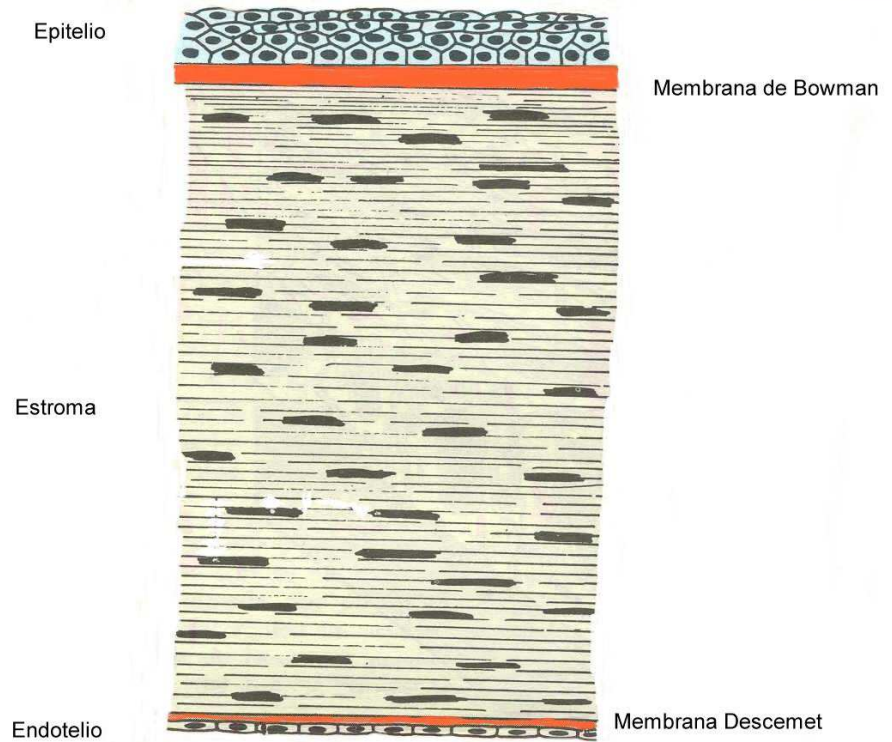 Epitelio
Membrana de Bowman
Estroma
Membrana Descemet
Endotelio